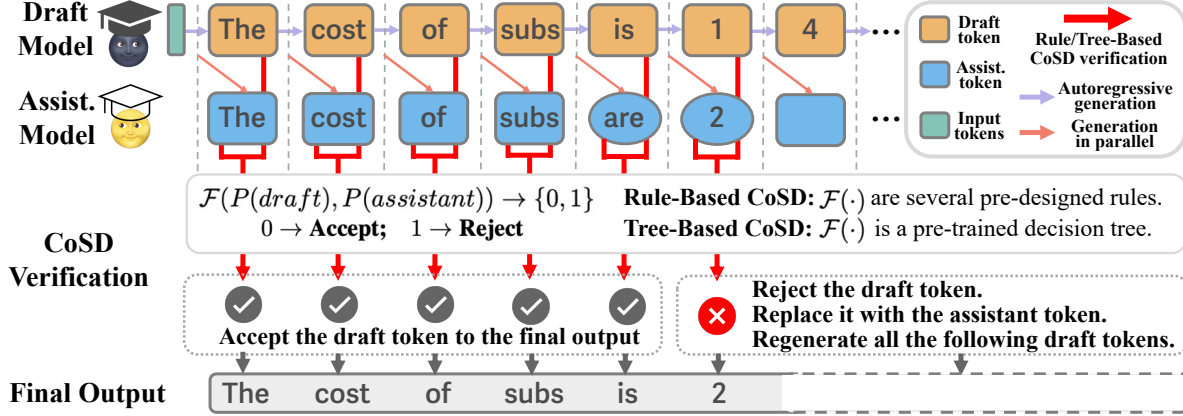 Draft
Model
The cost of subs is 1 4 ...
Assist.
Model
The cost of subs are 2 ...
Draft
token
Assist.
token
Input
tokens
Rule/Tree-Based
CoSD verification
Autoregressive
generation
Generation
in parallel
CoSD
Verification
F(P(draft), P(assistant)) → {0, 1}
0 → Accept; 1 → Reject
Rule-Based CoSD: F(·) are several pre-designed rules.
Tree-Based CoSD: F(·) is a pre-trained decision tree.
Accept the draft token to the final output
Reject the draft token.
Replace it with the assistant token.
Regenerate all the following draft tokens.
Final Output
The cost of subs is 2